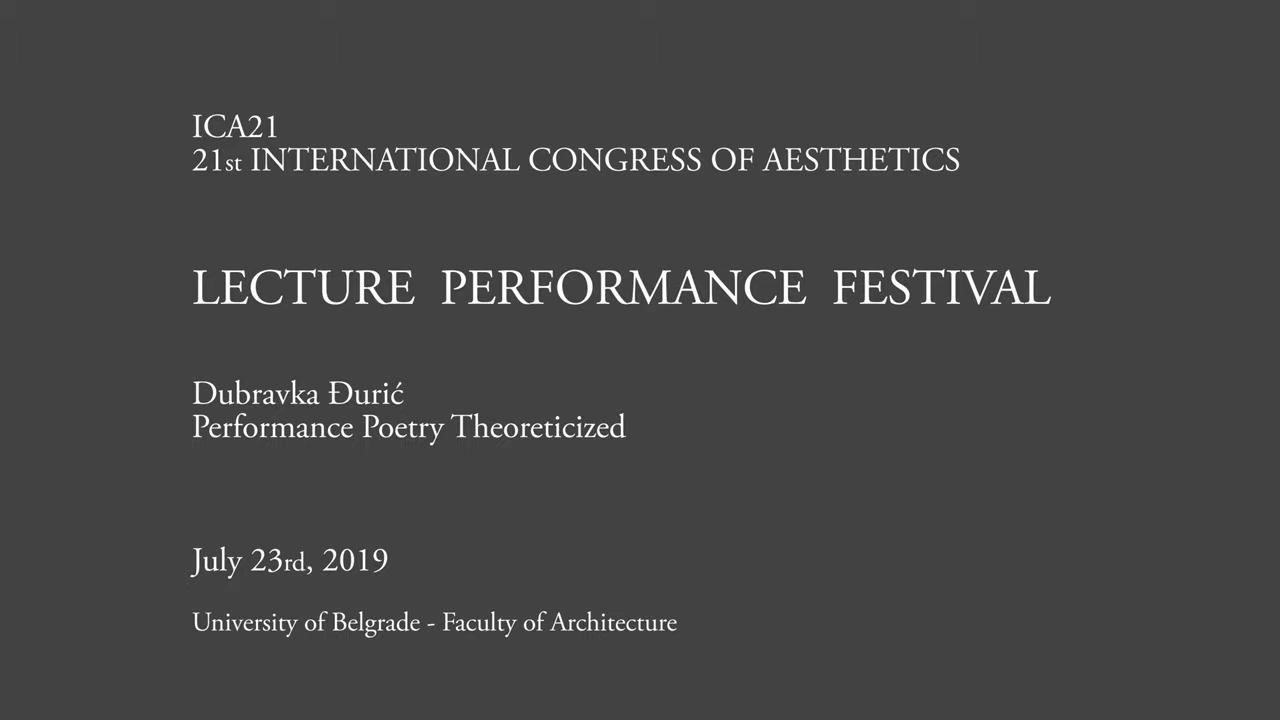 ICA21
21st INTERNATIONAL CONGRESS OF AESTHETICS
LECTURE PERFORMANCE FESTIVAL
Dubravka Đurić
Performance Poetry Theoreticized
July 23rd, 2019
University of Belgrade - Faculty of Architecture